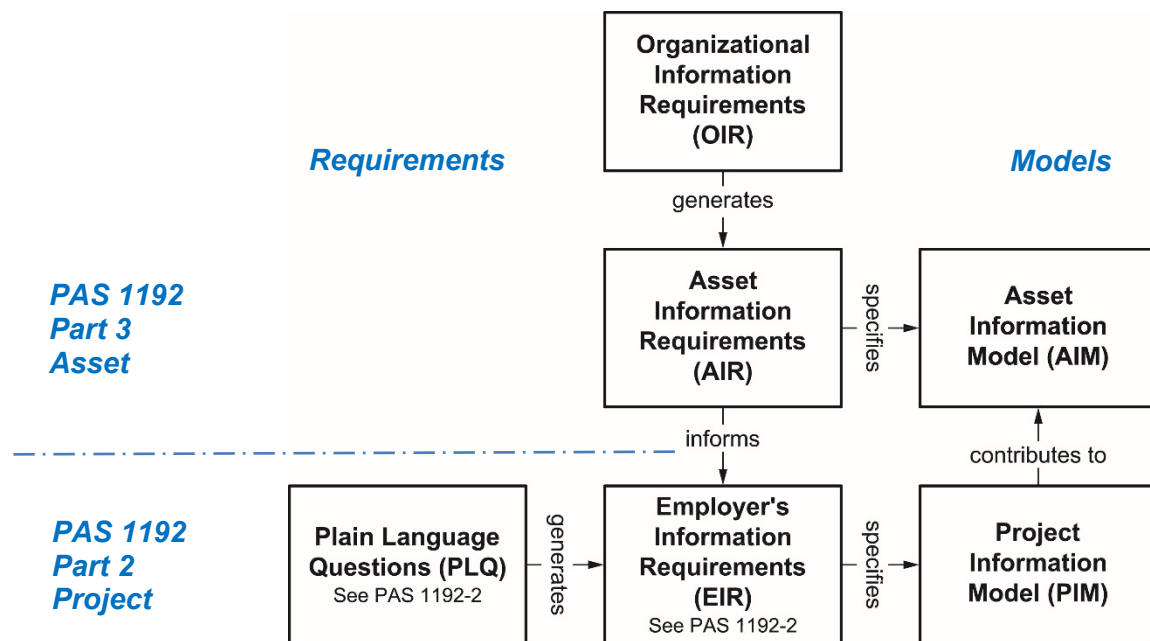 Organizational
Information
Requirements
(OIR)
Requirements
Models
generates
PAS 1192
Part 3
Asset
Asset
Information
Requirements
(AIR)
specifies
Asset
Information
Model (AIM)
informs
contributes to
PAS 1192
Part 2
Project
Plain Language
Questions (PLQ)
See PAS 1192-2
generates
Employer's
Information
Requirements
(EIR)
See PAS 1192-2
specifies
Project
Information
Model (PIM)